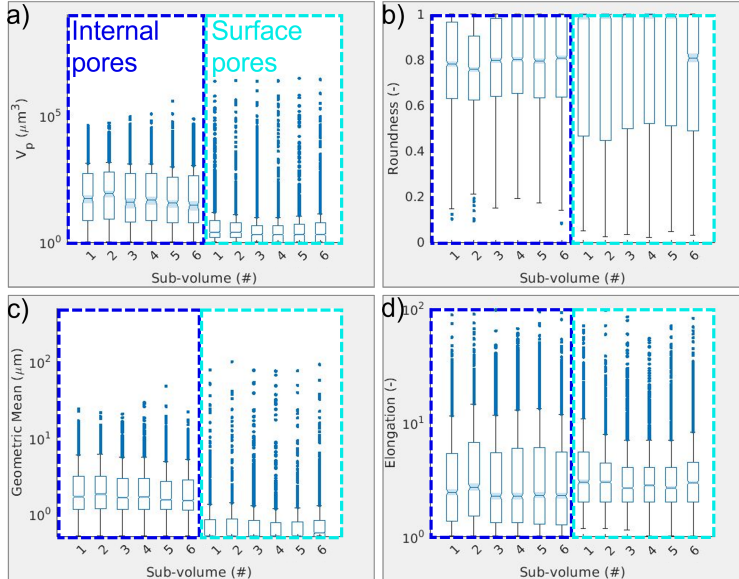 a)
Internal
pores
Surface
pores
V_p (μm³)
10⁵
10⁰
1 2 3 4 5 6 1 2 3 4 5 6
Sub-volume (#)
b)
Roundness (-)
1
0.8
0.6
0.4
0.2
0
1 2 3 4 5 6 1 2 3 4 5 6
Sub-volume (#)
c)
Geometric Mean (μm)
10²
10¹
10⁰
1 2 3 4 5 6 1 2 3 4 5 6
Sub-volume (#)
d)
Elongation (-)
10²
10¹
10⁰
1 2 3 4 5 6 1 2 3 4 5 6
Sub-volume (#)